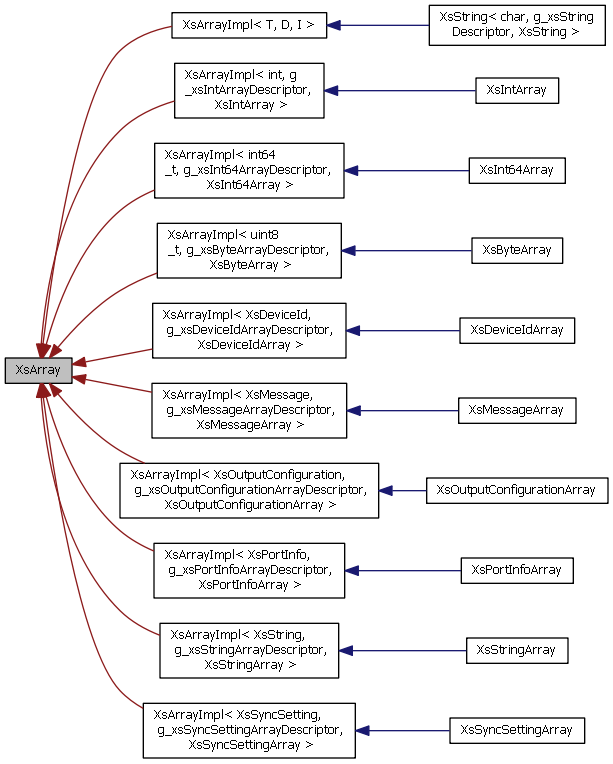 XsArrayImpl< T, D, I >
XsString< char, g_xsString
Descriptor, XsString >
XsArrayImpl< int, g
_xsIntArrayDescriptor,
XsIntArray >
XsIntArray
XsArrayImpl< int64
_t, g_xsInt64ArrayDescriptor,
XsInt64Array >
XsInt64Array
XsArrayImpl< uint8
_t, g_xsByteArrayDescriptor,
XsByteArray >
XsByteArray
XsArrayImpl< XsDeviceId,
g_xsDeviceIdArrayDescriptor,
XsDeviceIdArray >
XsDeviceIdArray
XsArray
XsArrayImpl< XsMessage,
g_xsMessageArrayDescriptor,
XsMessageArray >
XsMessageArray
XsArrayImpl< XsOutputConfiguration,
g_xsOutputConfigurationArrayDescriptor,
XsOutputConfigurationArray >
XsOutputConfigurationArray
XsArrayImpl< XsPortInfo,
g_xsPortInfoArrayDescriptor,
XsPortInfoArray >
XsPortInfoArray
XsArrayImpl< XsString,
g_xsStringArrayDescriptor,
XsStringArray >
XsStringArray
XsArrayImpl< XsSyncSetting,
g_xsSyncSettingArrayDescriptor,
XsSyncSettingArray >
XsSyncSettingArray